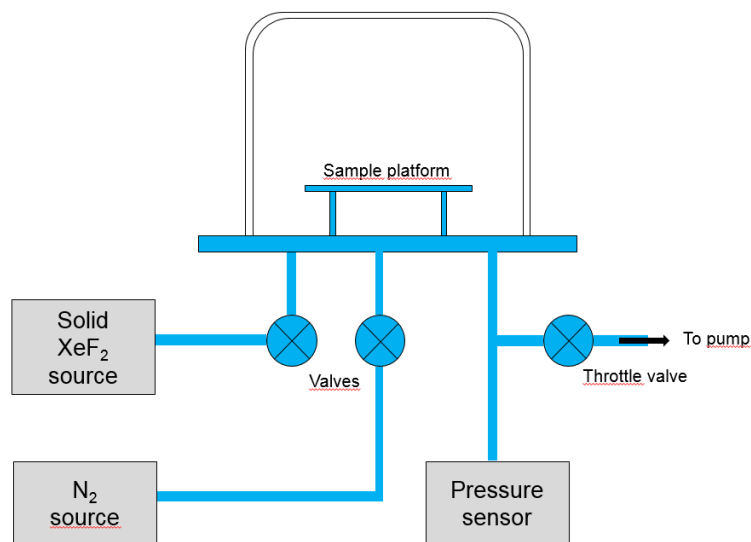 Sample platform
Solid
XeF₂
source
Valves
To pump
Throttle valve
N₂
source
Pressure
sensor